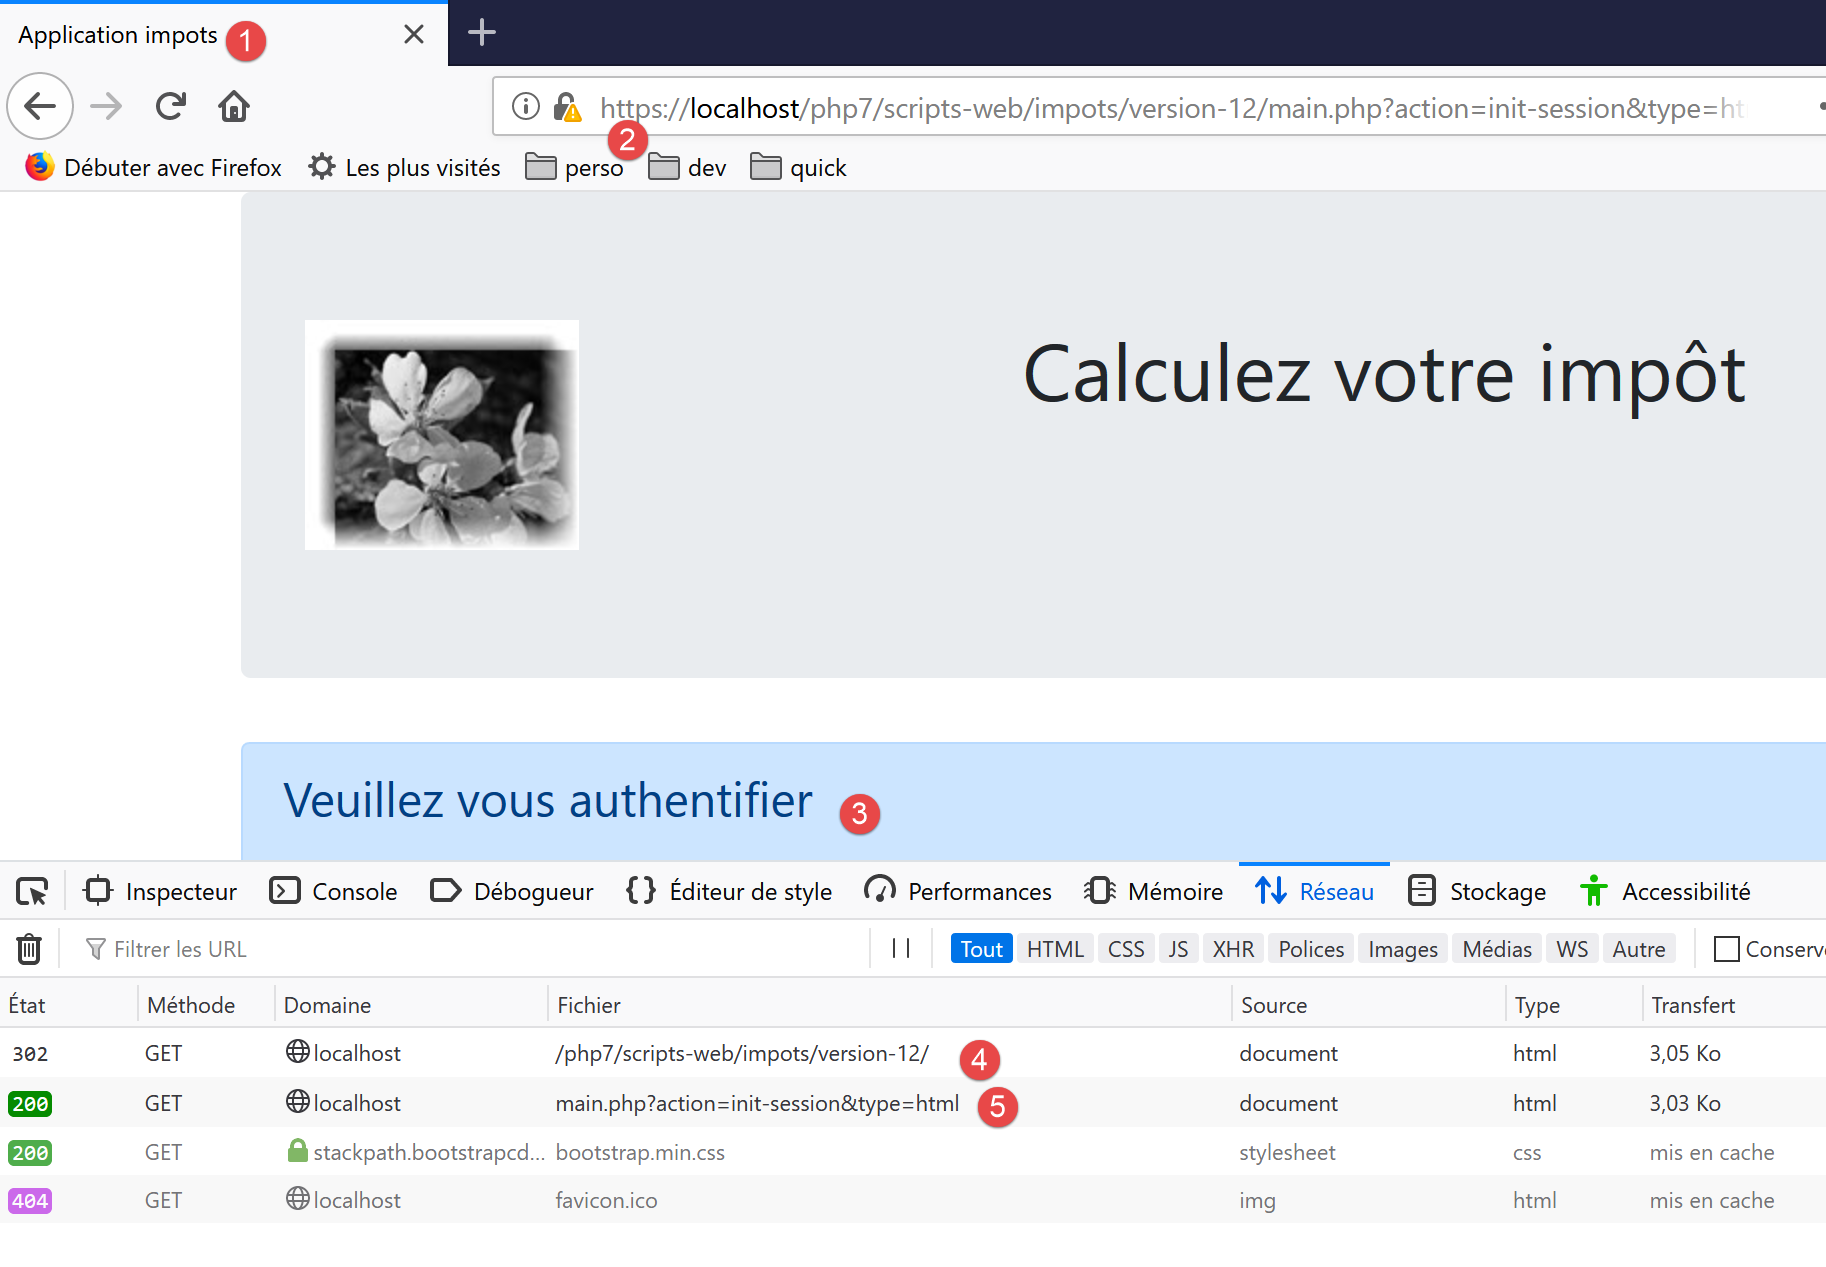 Application impots 1
https://localhost/php7/scripts-web/impots/version-12/main.php?action=init-session&type=ht
2
Débuter avec Firefox Les plus visités perso dev quick
Calculez votre impôt
Veuillez vous authentifier 3
Inspecteur Console Débogueur Éditeur de style Performances Mémoire Réseau Stockage Accessibilité
Filtrer les URL Tout HTML CSS JS XHR Polices Images Médias WS Autre Conserv
État Méthode Domaine Fichier Source Type Transfert
302 GET localhost /php7/scripts-web/impots/version-12/ 4 document html 3,05 Ko
200 GET localhost main.php?action=init-session&type=html 5 document html 3,03 Ko
200 GET stackpath.bootstrapcd... bootstrap.min.css stylesheet css mis en cache
404 GET localhost favicon.ico img html mis en cache